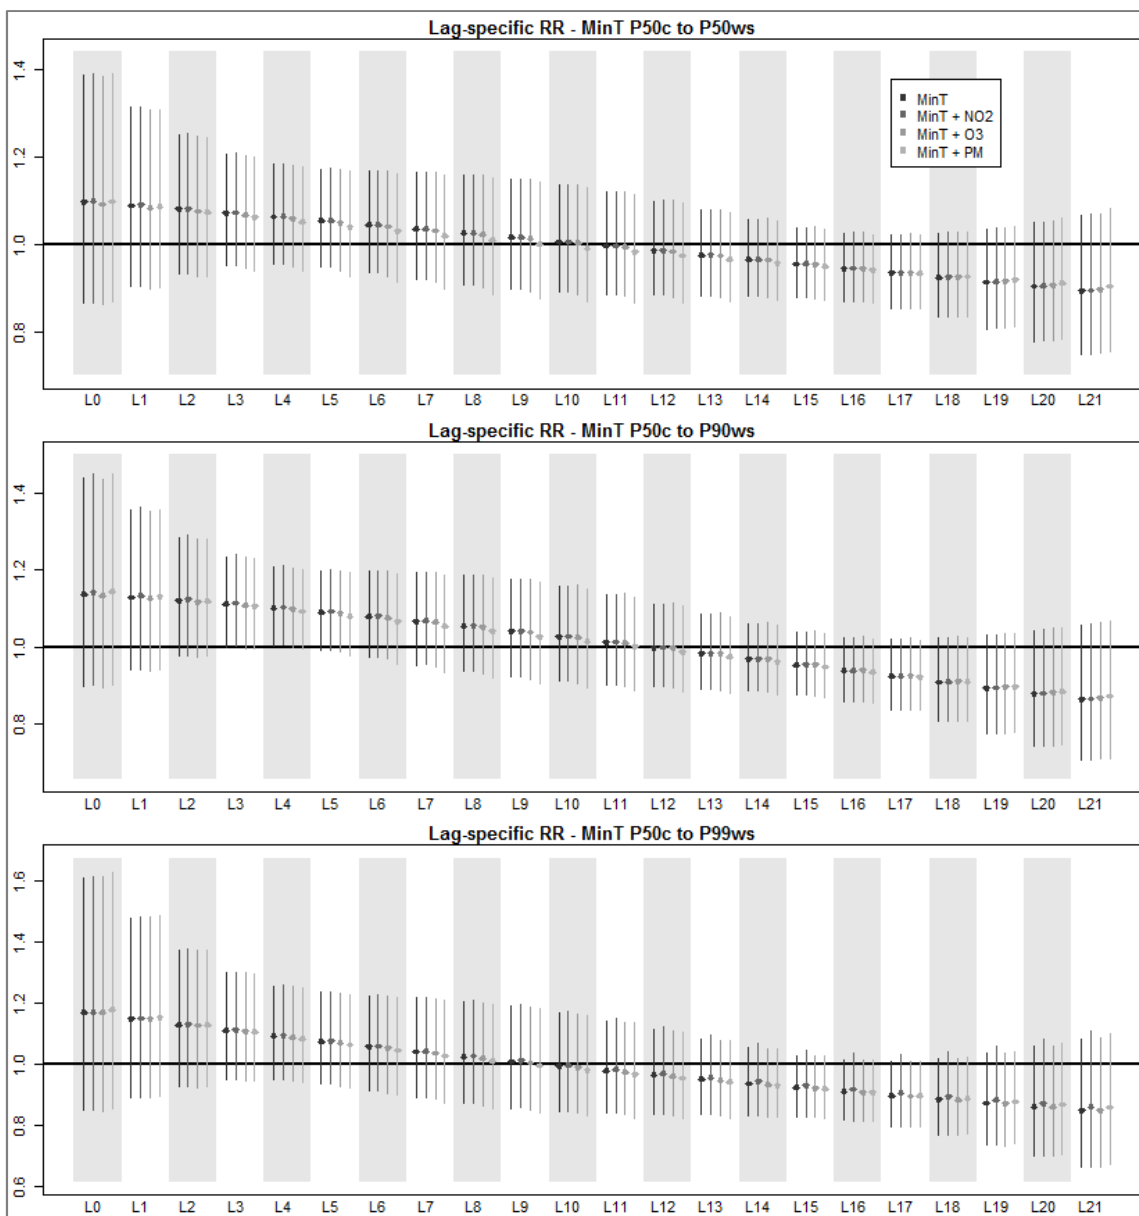 Lag-specific RR - MinT P50c to P50ws
1.4
1.2
1.0
0.8
MinT
MinT + NO2
MinT + O3
MinT + PM
L0 L1 L2 L3 L4 L5 L6 L7 L8 L9 L10 L11 L12 L13 L14 L15 L16 L17 L18 L19 L20 L21
Lag-specific RR - MinT P50c to P90ws
1.4
1.2
1.0
0.8
L0 L1 L2 L3 L4 L5 L6 L7 L8 L9 L10 L11 L12 L13 L14 L15 L16 L17 L18 L19 L20 L21
Lag-specific RR - MinT P50c to P99ws
1.6
1.4
1.2
1.0
0.8
0.6
L0 L1 L2 L3 L4 L5 L6 L7 L8 L9 L10 L11 L12 L13 L14 L15 L16 L17 L18 L19 L20 L21